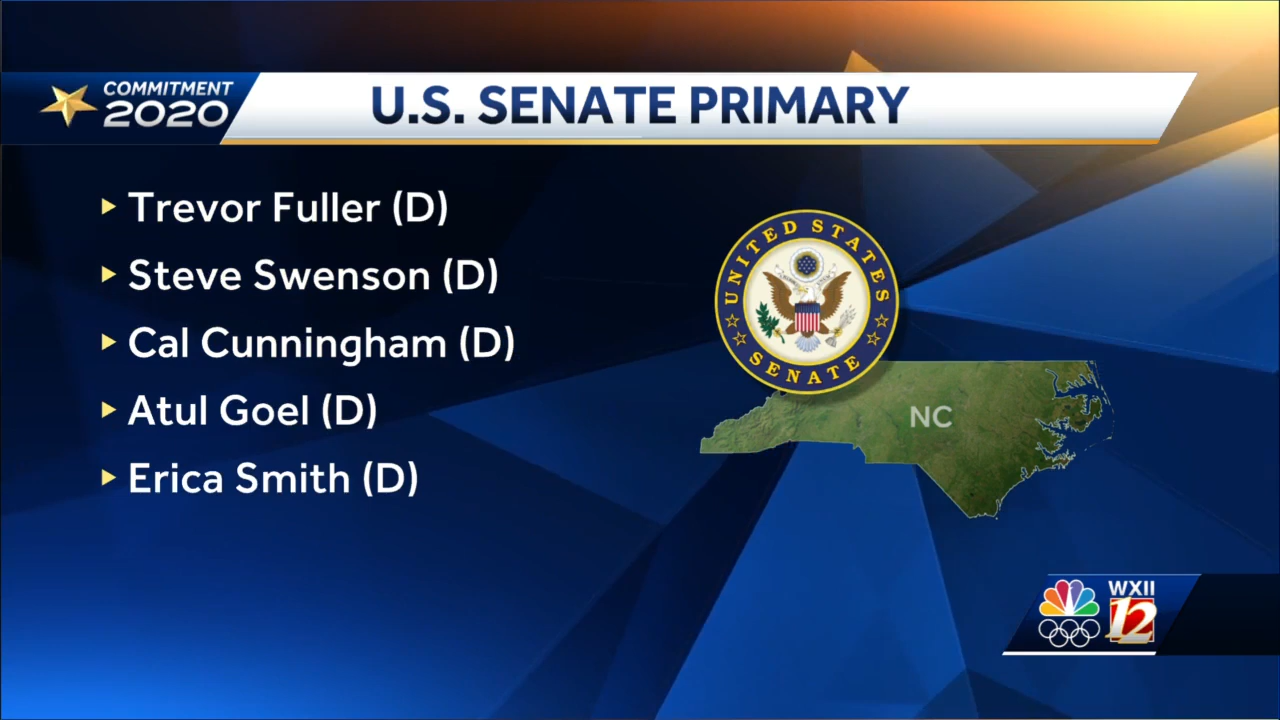 COMMITMENT
2020
U.S. SENATE PRIMARY
Trevor Fuller (D)
Steve Swenson (D)
Cal Cunningham (D)
Atul Goel (D)
Erica Smith (D)
UNITED STATES
SENATE
NC
WXII
12